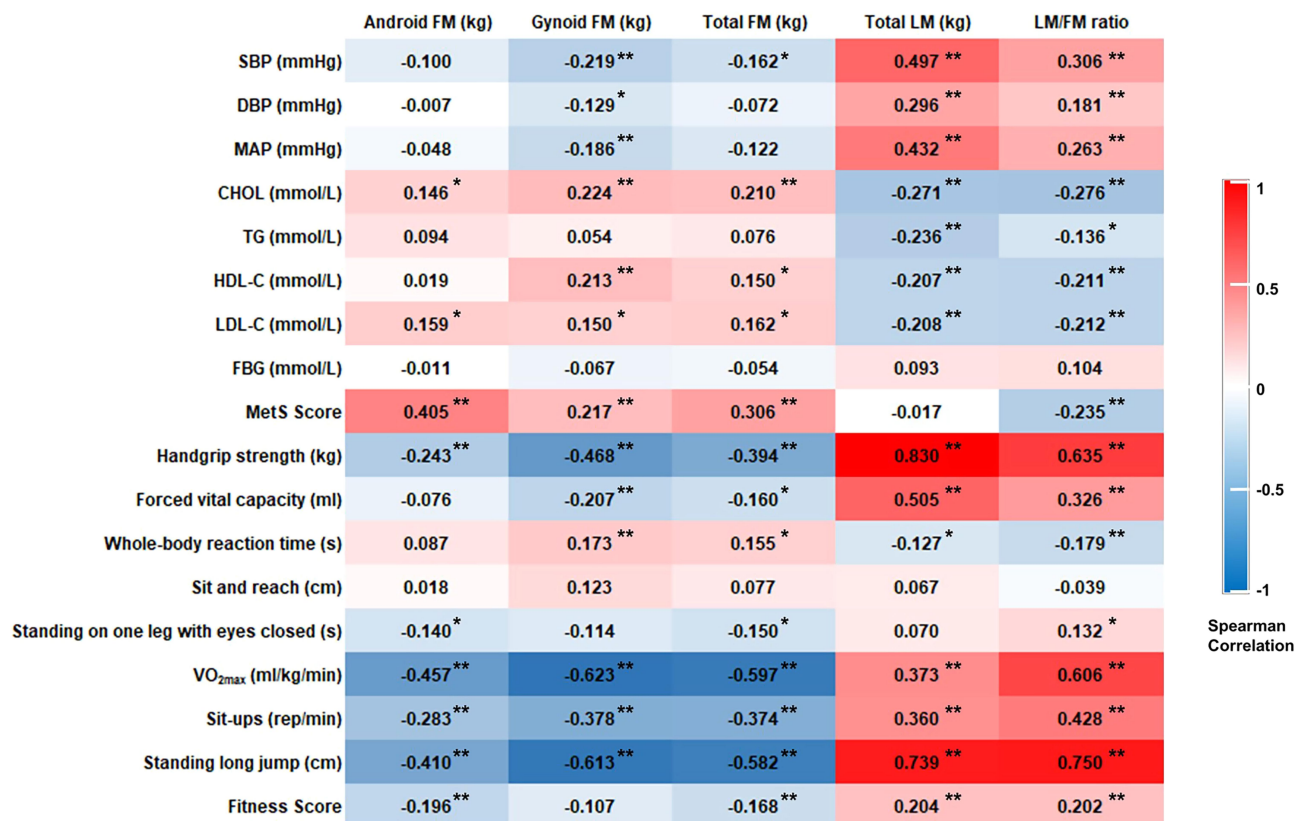 Android FM (kg) Gynoid FM (kg) Total FM (kg) Total LM (kg) LM/FM ratio
SBP (mmHg) -0.100 -0.219** -0.162* 0.497** 0.306**
DBP (mmHg) -0.007 -0.129* -0.072 0.296** 0.181**
MAP (mmHg) -0.048 -0.186** -0.122 0.432** 0.263**
CHOL (mmol/L) 0.146* 0.224** 0.210** -0.271** -0.276**
TG (mmol/L) 0.094 0.054 0.076 -0.236** -0.136*
HDL-C (mmol/L) 0.019 0.213** 0.150* -0.207** -0.211**
LDL-C (mmol/L) 0.159* 0.150* 0.162* -0.208** -0.212**
FBG (mmol/L) -0.011 -0.067 -0.054 0.093 0.104
MetS Score 0.405** 0.217** 0.306** -0.017 -0.235**
Handgrip strength (kg) -0.243** -0.468** -0.394** 0.830** 0.635**
Forced vital capacity (ml) -0.076 -0.207** -0.160* 0.505** 0.326**
Whole-body reaction time (s) 0.087 0.173** 0.155* -0.127* -0.179**
Sit and reach (cm) 0.018 0.123 0.077 0.067 -0.039
Standing on one leg with eyes closed (s) -0.140* -0.114 -0.150* 0.070 0.132*
VO2max (ml/kg/min) -0.457** -0.623** -0.597** 0.373** 0.606**
Sit-ups (rep/min) -0.283** -0.378** -0.374** 0.360** 0.428**
Standing long jump (cm) -0.410** -0.613** -0.582** 0.739** 0.750**
Fitness Score -0.196** -0.107 -0.168** 0.204** 0.202**
1
0.5
0
-0.5
-1
Spearman
Correlation